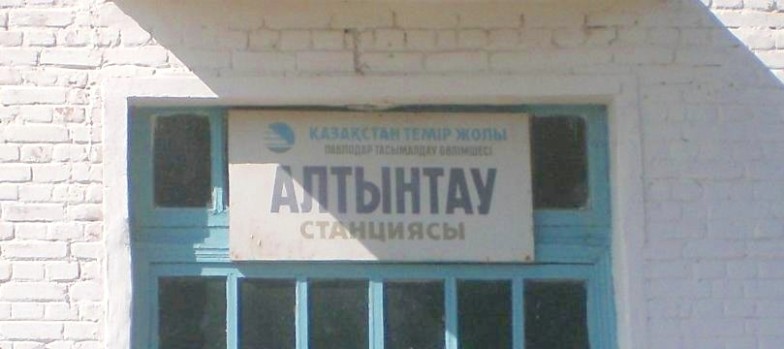 ҚАЗАҚСТАН ТЕМІР ЖОЛЫ
ПАВЛОДАР ТАСЫМАЛДАУ БӨЛІМШЕСІ
АЛТЫНТАУ
СТАНЦИЯСЫ